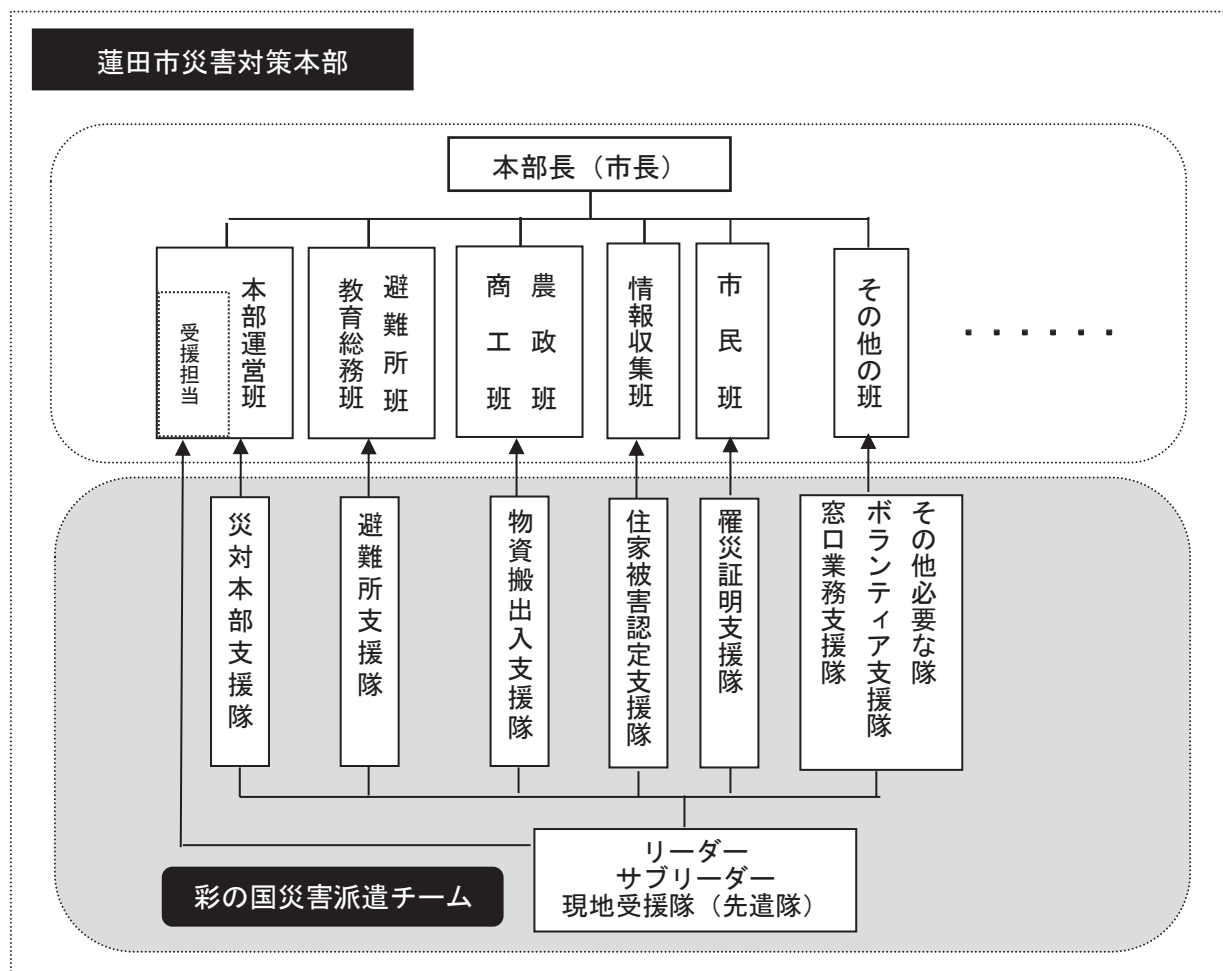 蓮田市災害対策本部
本部長（市長）
本部運営班
受援担当
避難所班
教育総務班
農政班
商工班
情報収集班
市民班
その他の班
・・・・・・
災対本部支援隊
避難所支援隊
物資搬出入支援隊
住家被害認定支援隊
罹災証明支援隊
その他必要な隊
ボランティア支援隊
窓口業務支援隊
リーダー
サブリーダー
現地受援隊（先遣隊）
彩の国災害派遣チーム